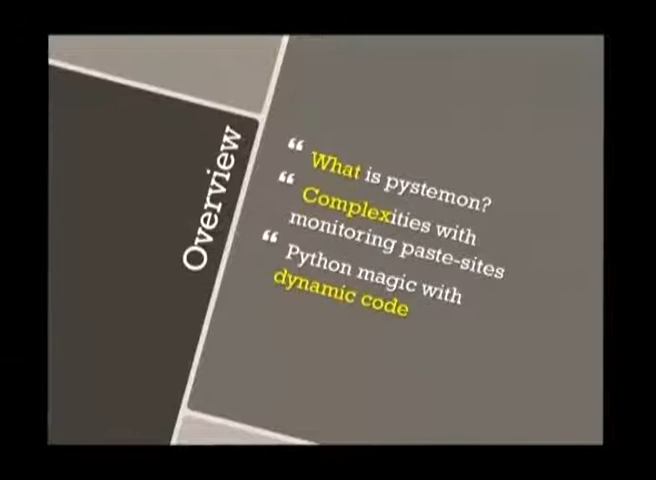 Overview
“ What is pystemon?
“ Complexities with
monitoring paste-sites
“ Python magic with
dynamic code